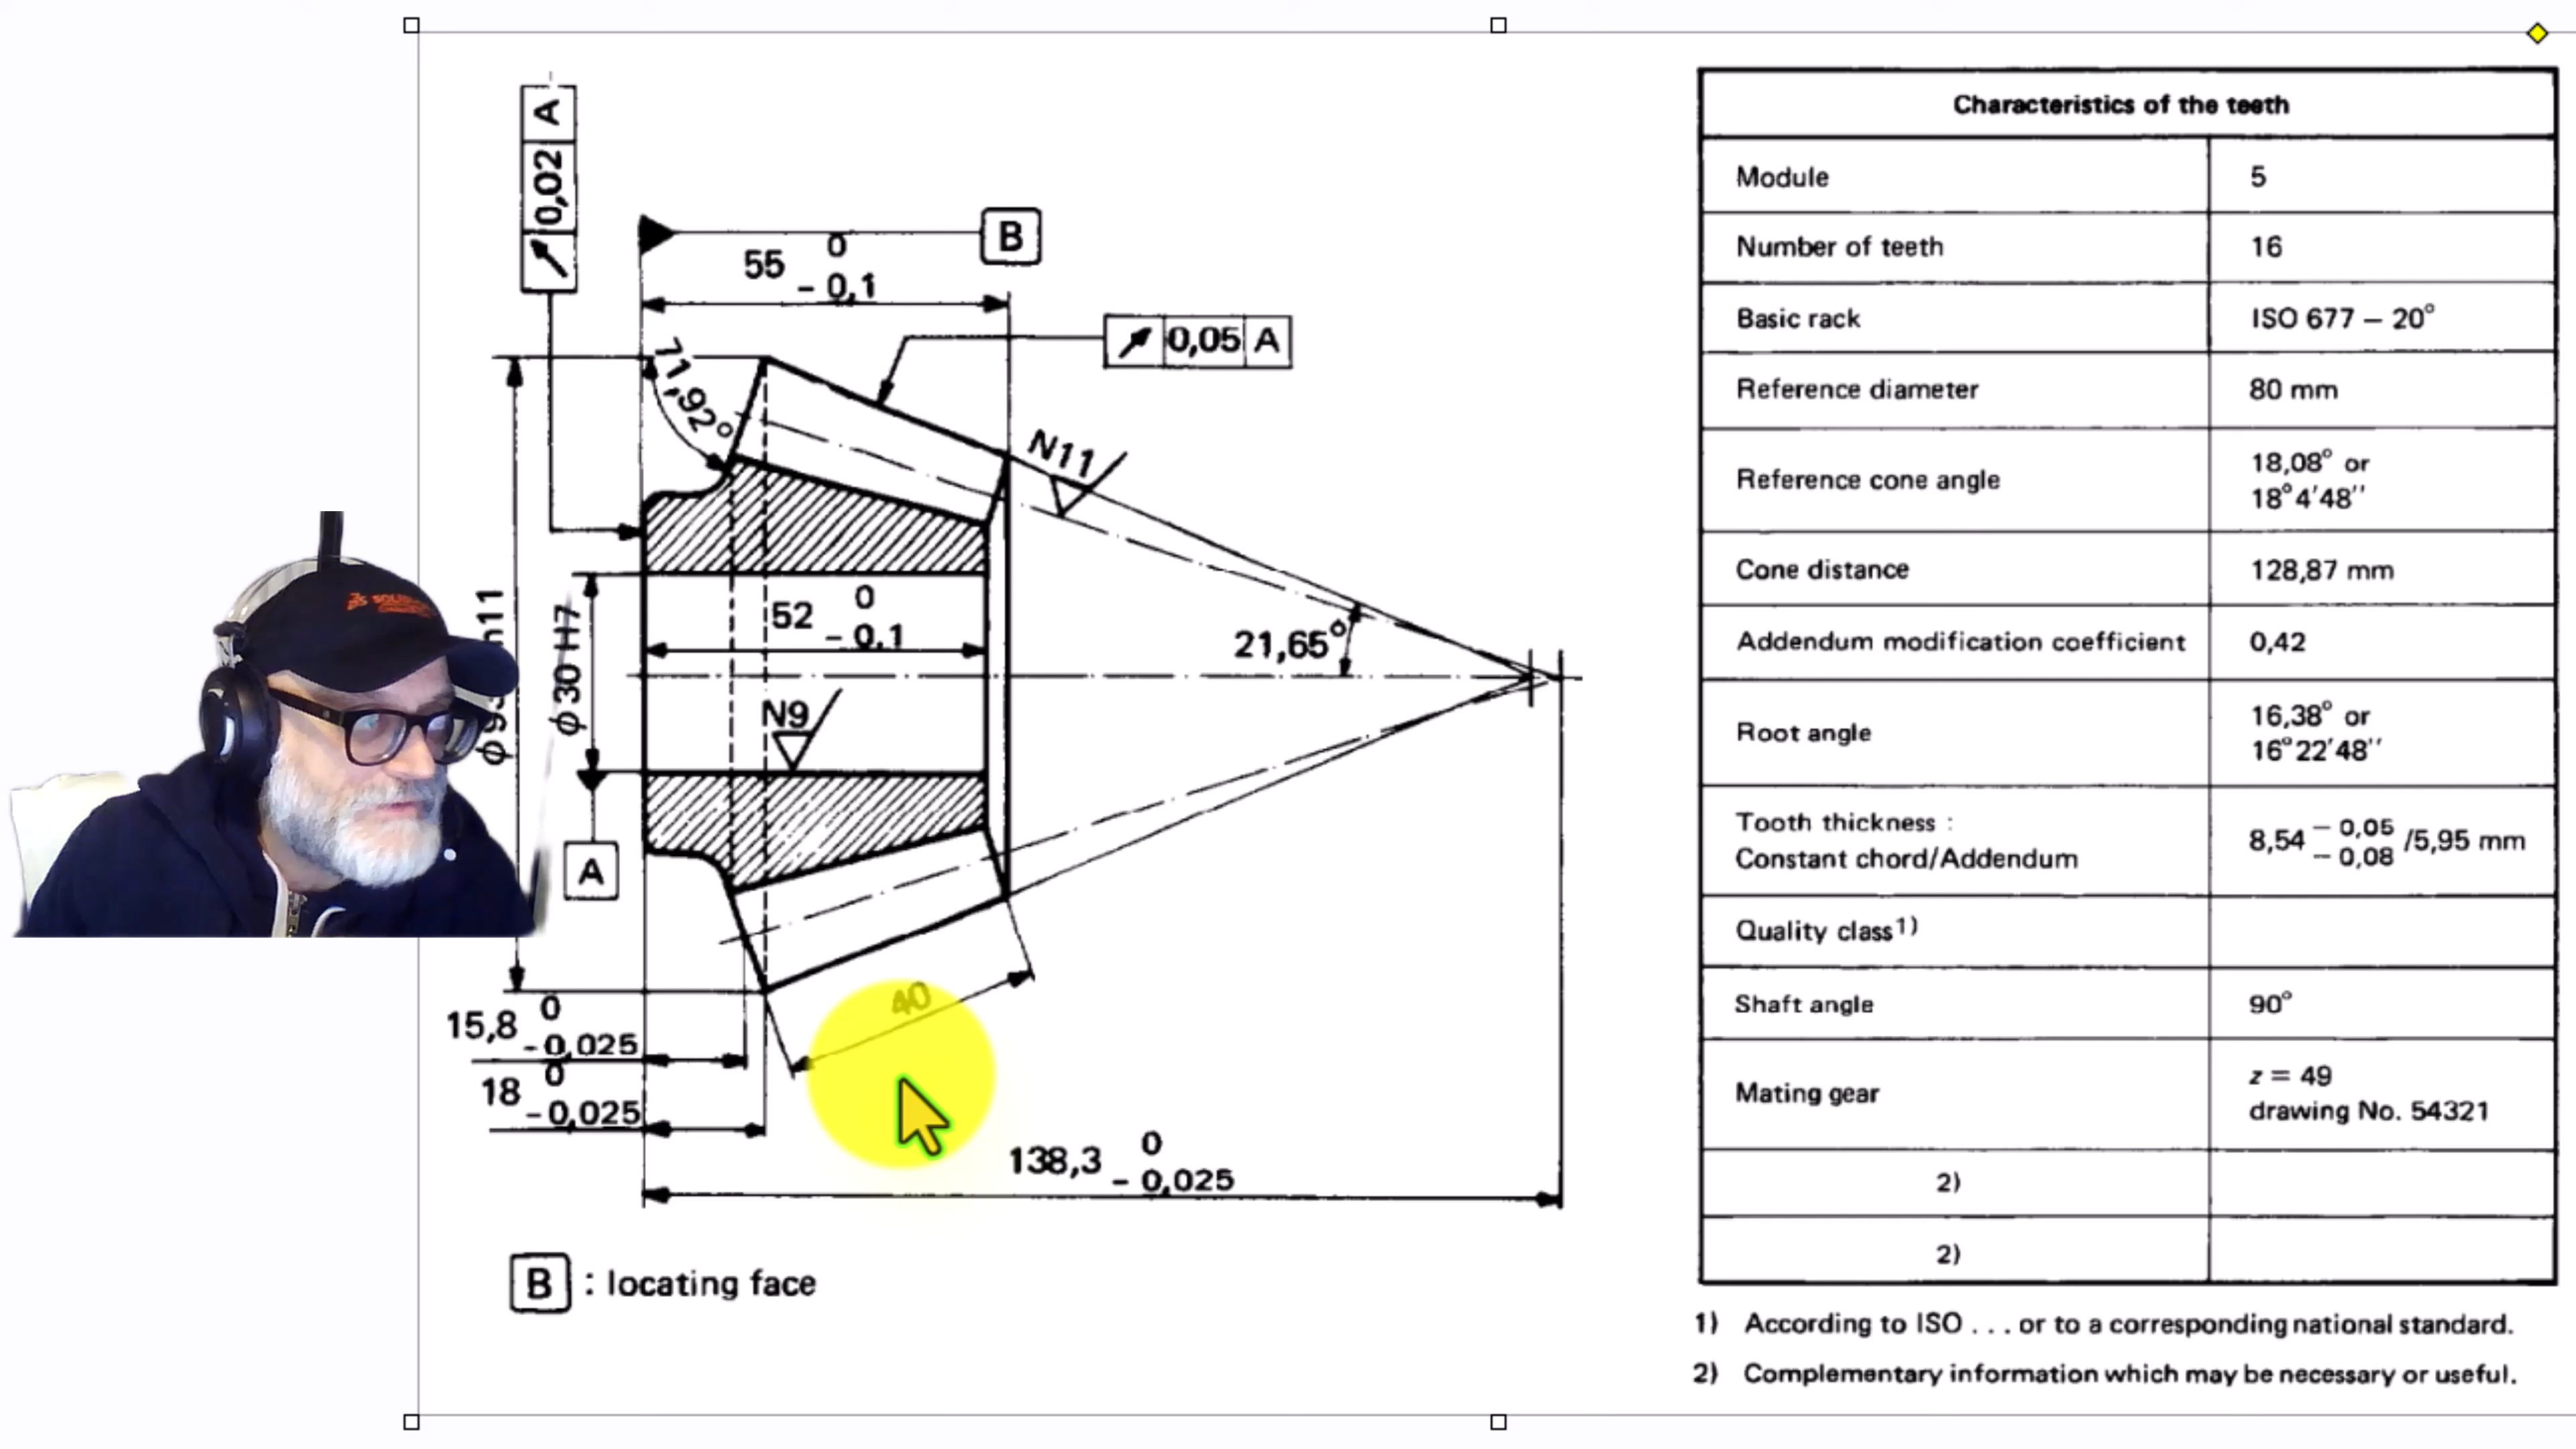 0,02 A
B
55 0 - 0,1
0,05 A
71,92°
N11
52 0 - 0,1
21,65°
h11
ϕ 30 H7
N9
A
40
15,8 0 - 0,025
18 0 - 0,025
138,3 0 - 0,025
B : locating face
Characteristics of the teeth
Module 5
Number of teeth 16
Basic rack ISO 677 – 20°
Reference diameter 80 mm
Reference cone angle 18,08° or
18°4′48′′
Cone distance 128,87 mm
Addendum modification coefficient 0,42
Root angle 16,38° or
16°22′48′′
Tooth thickness :
Constant chord/Addendum 8,54 – 0,05 – 0,08 /5,95 mm
Quality class1)
Shaft angle 90°
Mating gear z = 49
drawing No. 54321
2)
2)
1) According to ISO . . . or to a corresponding national standard.
2) Complementary information which may be necessary or useful.